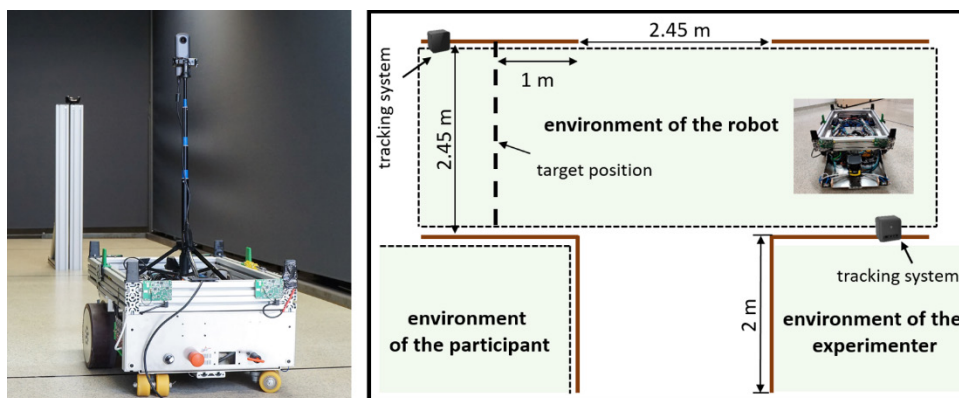 tracking system
2.45 m
1 m
2.45 m
environment of the robot
target position
tracking system
2 m
environment
of the participant
environment of the
experimenter